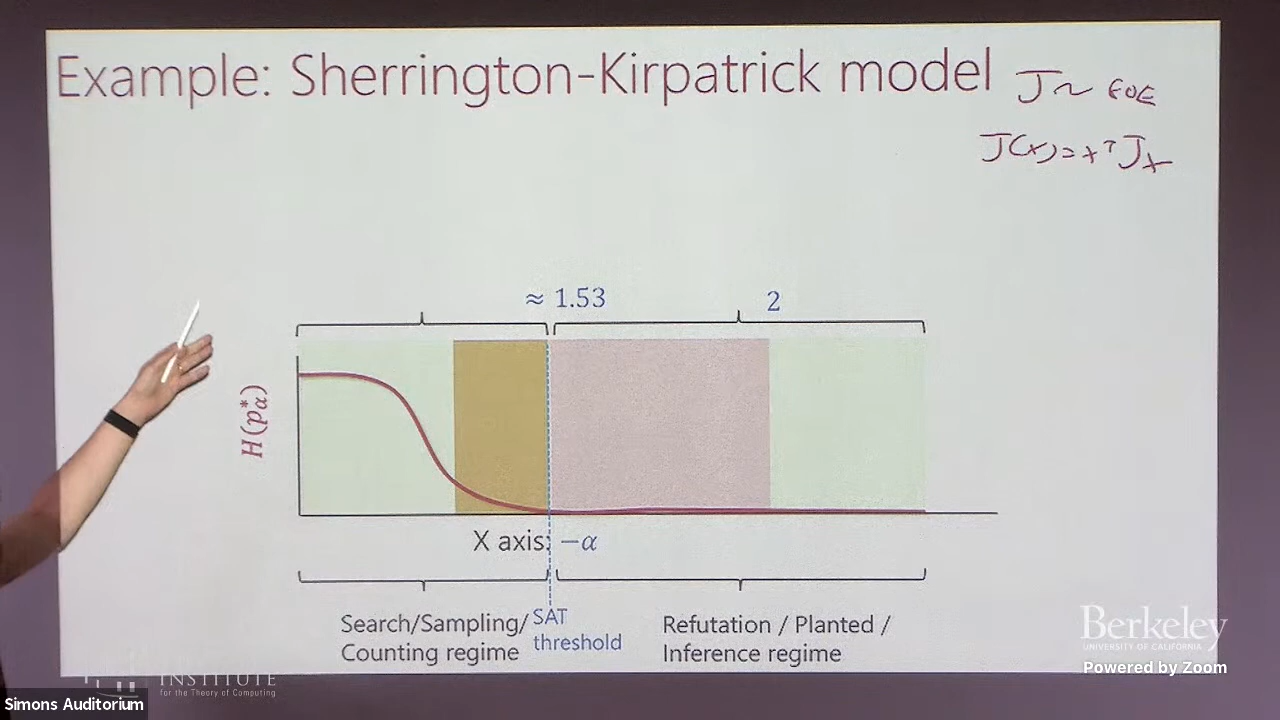 Example: Sherrington-Kirpatrick model
J ~ GOE
J(x) = x^T J x
≈ 1.53
2
H(p*α)
X axis: −α
Search/Sampling/
Counting regime
SAT
threshold
Refutation / Planted /
Inference regime
Berkeley
UNIVERSITY OF CALIFORNIA
Powered by Zoom
INSTITUTE
for the Theory of Computing
Simons Auditorium